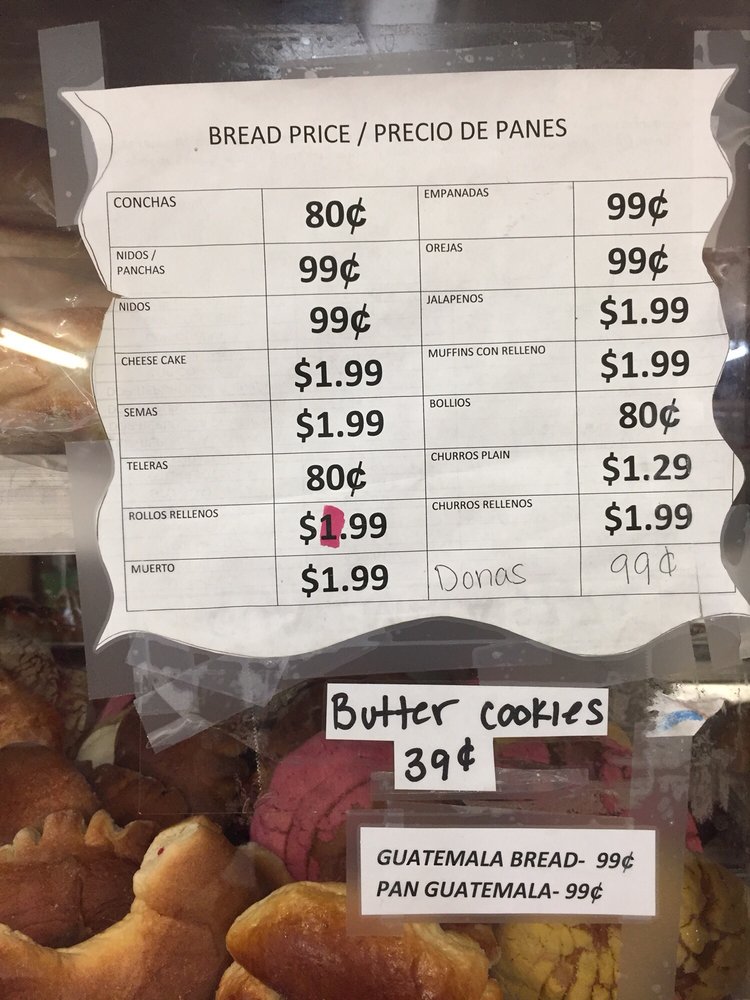 BREAD PRICE / PRECIO DE PANES
CONCHAS 80¢ EMPANADAS 99¢
NIDOS /
PANCHAS 99¢ OREJAS 99¢
NIDOS 99¢ JALAPENOS $1.99
CHEESE CAKE $1.99 MUFFINS CON RELLENO $1.99
SEMAS $1.99 BOLLIOS 80¢
TELERAS 80¢ CHURROS PLAIN $1.29
ROLLOS RELLENOS $1.99 CHURROS RELLENOS $1.99
MUERTO $1.99 Donas 99¢
Butter cookies
39¢
GUATEMALA BREAD- 99¢
PAN GUATEMALA- 99¢